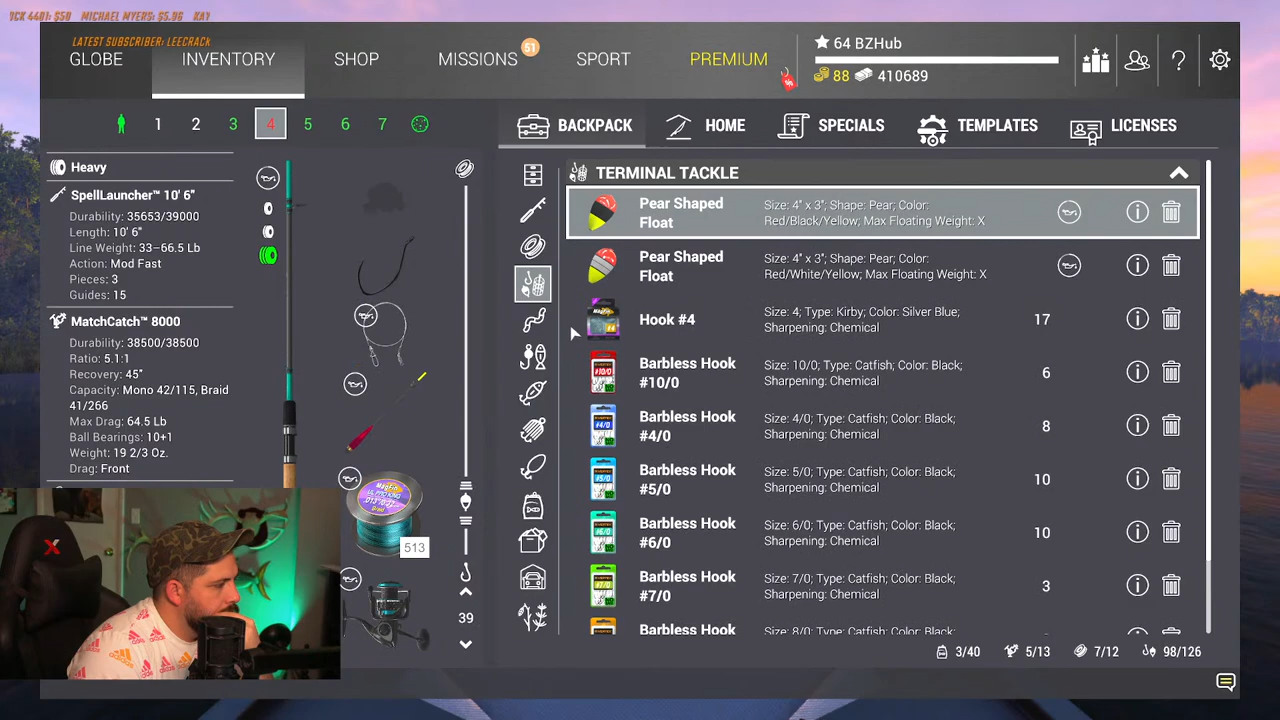 MICHAEL MYERS: $5.96
LATEST SUBSCRIBER: LEECRACK
GLOBE
INVENTORY
SHOP
MISSIONS
51
SPORT
PREMIUM
64 BZHub
88
410689
1
2
3
4
5
6
7
BACKPACK
HOME
SPECIALS
TEMPLATES
LICENSES
Heavy
SpellLauncher™ 10' 6"
Durability: 35653/39000
Length: 10' 6"
Line Weight: 33–66.5 Lb
Action: Mod Fast
Pieces: 3
Guides: 15
MatchCatch™ 8000
Durability: 38500/38500
Ratio: 5.1:1
Recovery: 45"
Capacity: Mono 42/115, Braid
41/266
Max Drag: 64.5 Lb
Ball Bearings: 10+1
Weight: 19 2/3 Oz.
Drag: Front
513
39
TERMINAL TACKLE
Pear Shaped
Float
Size: 4" x 3"; Shape: Pear; Color:
Red/Black/Yellow; Max Floating Weight: X
Pear Shaped
Float
Size: 4" x 3"; Shape: Pear; Color:
Red/White/Yellow; Max Floating Weight: X
Hook #4
Size: 4; Type: Kirby; Color: Silver Blue;
Sharpening: Chemical
17
Barbless Hook
#10/0
Size: 10/0; Type: Catfish; Color: Black;
Sharpening: Chemical
6
Barbless Hook
#4/0
Size: 4/0; Type: Catfish; Color: Black;
Sharpening: Chemical
8
Barbless Hook
#5/0
Size: 5/0; Type: Catfish; Color: Black;
Sharpening: Chemical
10
Barbless Hook
#6/0
Size: 6/0; Type: Catfish; Color: Black;
Sharpening: Chemical
10
Barbless Hook
#7/0
Size: 7/0; Type: Catfish; Color: Black;
Sharpening: Chemical
3
Barbless Hook
Size: 8/0; Type: Catfish; Color: Black;
3/40
5/13
7/12
98/126